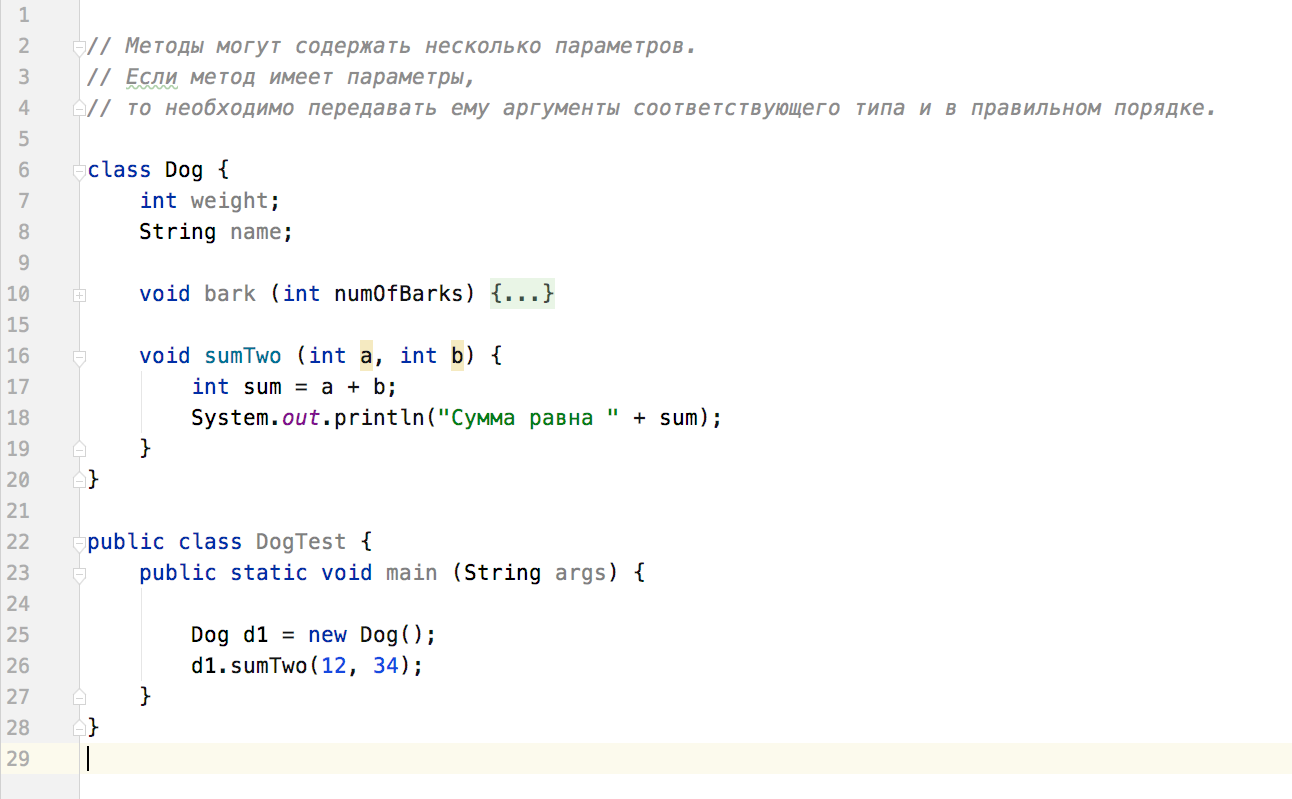 1
2 // Методы могут содержать несколько параметров.
3 // Если метод имеет параметры,
4 // то необходимо передавать ему аргументы соответствующего типа и в правильном порядке.
5
6 class Dog {
7 int weight;
8 String name;
9
10 void bark (int numOfBarks) {...}
15
16 void sumTwo (int a, int b) {
17 int sum = a + b;
18 System.out.println("Сумма равна " + sum);
19 }
20 }
21
22 public class DogTest {
23 public static void main (String args) {
24
25 Dog d1 = new Dog();
26 d1.sumTwo(12, 34);
27 }
28 }
29